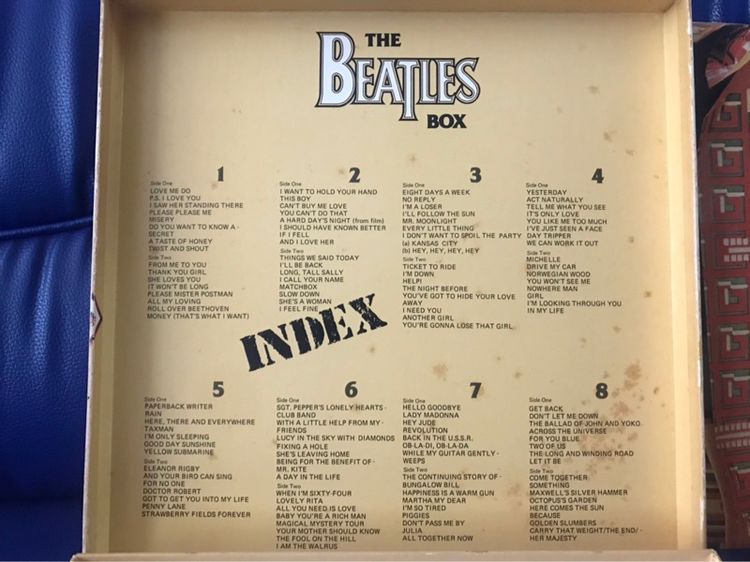 THE
BEATLES
BOX
1
Side One
LOVE ME DO
P.S. I LOVE YOU
I SAW HER STANDING THERE
PLEASE PLEASE ME
MISERY
DO YOU WANT TO KNOW A -
SECRET
A TASTE OF HONEY
TWIST AND SHOUT
Side Two
FROM ME TO YOU
THANK YOU GIRL
SHE LOVES YOU
IT WON'T BE LONG
PLEASE MISTER POSTMAN
ALL MY LOVING
ROLL OVER BEETHOVEN
MONEY (THAT'S WHAT I WANT)
2
Side One
I WANT TO HOLD YOUR HAND
THIS BOY
CAN'T BUY ME LOVE
YOU CAN'T DO THAT
A HARD DAY'S NIGHT (from film)
I SHOULD HAVE KNOWN BETTER
IF I FELL
AND I LOVE HER
Side Two
THINGS WE SAID TODAY
I'LL BE BACK
LONG, TALL SALLY
I CALL YOUR NAME
MATCHBOX
SLOW DOWN
SHE'S A WOMAN
I FEEL FINE
3
Side One
EIGHT DAYS A WEEK
NO REPLY
I'M A LOSER
I'LL FOLLOW THE SUN
MR. MOONLIGHT
EVERY LITTLE THING
I DON'T WANT TO SPOIL THE PARTY
(a) KANSAS CITY
(b) HEY, HEY, HEY, HEY
Side Two
TICKET TO RIDE
I'M DOWN
HELP!
THE NIGHT BEFORE
YOU'VE GOT TO HIDE YOUR LOVE
AWAY
I NEED YOU
ANOTHER GIRL
YOU'RE GONNA LOSE THAT GIRL
4
Side One
YESTERDAY
ACT NATURALLY
TELL ME WHAT YOU SEE
IT'S ONLY LOVE
YOU LIKE ME TOO MUCH
I'VE JUST SEEN A FACE
DAY TRIPPER
WE CAN WORK IT OUT
Side Two
MICHELLE
DRIVE MY CAR
NORWEGIAN WOOD
YOU WON'T SEE ME
NOWHERE MAN
GIRL
I'M LOOKING THROUGH YOU
IN MY LIFE
INDEX
5
Side One
PAPERBACK WRITER
RAIN
HERE, THERE AND EVERYWHERE
TAXMAN
I'M ONLY SLEEPING
GOOD DAY SUNSHINE
YELLOW SUBMARINE
Side Two
ELEANOR RIGBY
AND YOUR BIRD CAN SING
FOR NO ONE
DOCTOR ROBERT
GOT TO GET YOU INTO MY LIFE
PENNY LANE
STRAWBERRY FIELDS FOREVER
6
Side One
SGT. PEPPER'S LONELY HEARTS -
CLUB BAND
WITH A LITTLE HELP FROM MY -
FRIENDS
LUCY IN THE SKY WITH DIAMONDS
FIXING A HOLE
SHE'S LEAVING HOME
BEING FOR THE BENEFIT OF -
MR. KITE
A DAY IN THE LIFE
Side Two
WHEN I'M SIXTY-FOUR
LOVELY RITA
ALL YOU NEED IS LOVE
BABY YOU'RE A RICH MAN
MAGICAL MYSTERY TOUR
YOUR MOTHER SHOULD KNOW
THE FOOL ON THE HILL
I AM THE WALRUS
7
Side One
HELLO GOODBYE
LADY MADONNA
HEY JUDE
REVOLUTION
BACK IN THE U.S.S.R.
OB-LA-DI, OB-LA-DA
WHILE MY GUITAR GENTLY -
WEEPS
Side Two
THE CONTINUING STORY OF -
BUNGALOW BILL
HAPPINESS IS A WARM GUN
MARTHA MY DEAR
I'M SO TIRED
PIGGIES
DON'T PASS ME BY
JULIA
ALL TOGETHER NOW
8
Side One
GET BACK
DON'T LET ME DOWN
THE BALLAD OF JOHN AND YOKO
ACROSS THE UNIVERSE
FOR YOU BLUE
TWO OF US
THE LONG AND WINDING ROAD
LET IT BE
Side Two
COME TOGETHER
SOMETHING
MAXWELL'S SILVER HAMMER
OCTOPUS'S GARDEN
HERE COMES THE SUN
BECAUSE
GOLDEN SLUMBERS
CARRY THAT WEIGHT/THE END/ -
HER MAJESTY